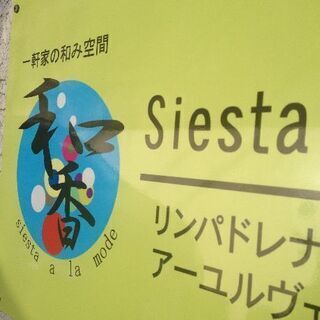 一軒家の和み空間
和香
siesta a la mode
Siesta
リンパドレナ
アーユルヴェ